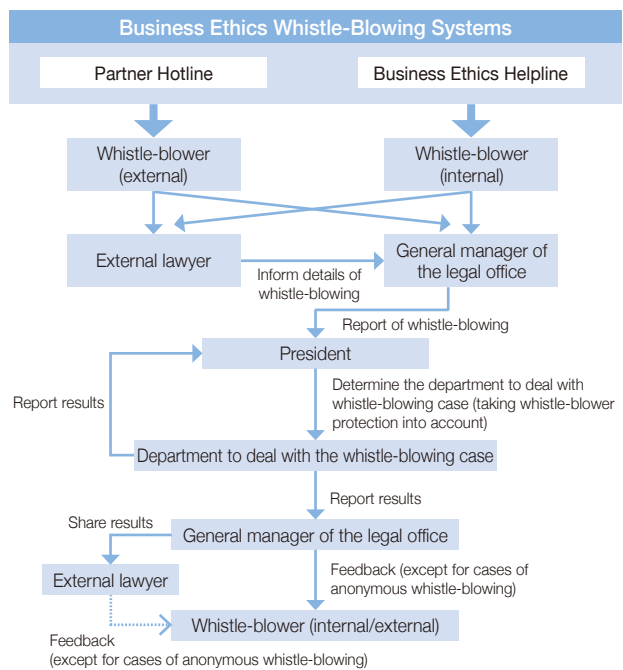 Business Ethics Whistle-Blowing Systems
Partner Hotline
Business Ethics Helpline
Whistle-blower
(external)
Whistle-blower
(internal)
External lawyer
General manager of
the legal office
Inform details of
whistle-blowing
Report of whistle-blowing
President
Report results
Determine the department to deal with
whistle-blowing case (taking whistle-blower
protection into account)
Department to deal with the whistle-blowing case
Report results
Share results
General manager of the legal office
External lawyer
Feedback (except for cases of
anonymous whistle-blowing)
Whistle-blower (internal/external)
Feedback
(except for cases of anonymous whistle-blowing)